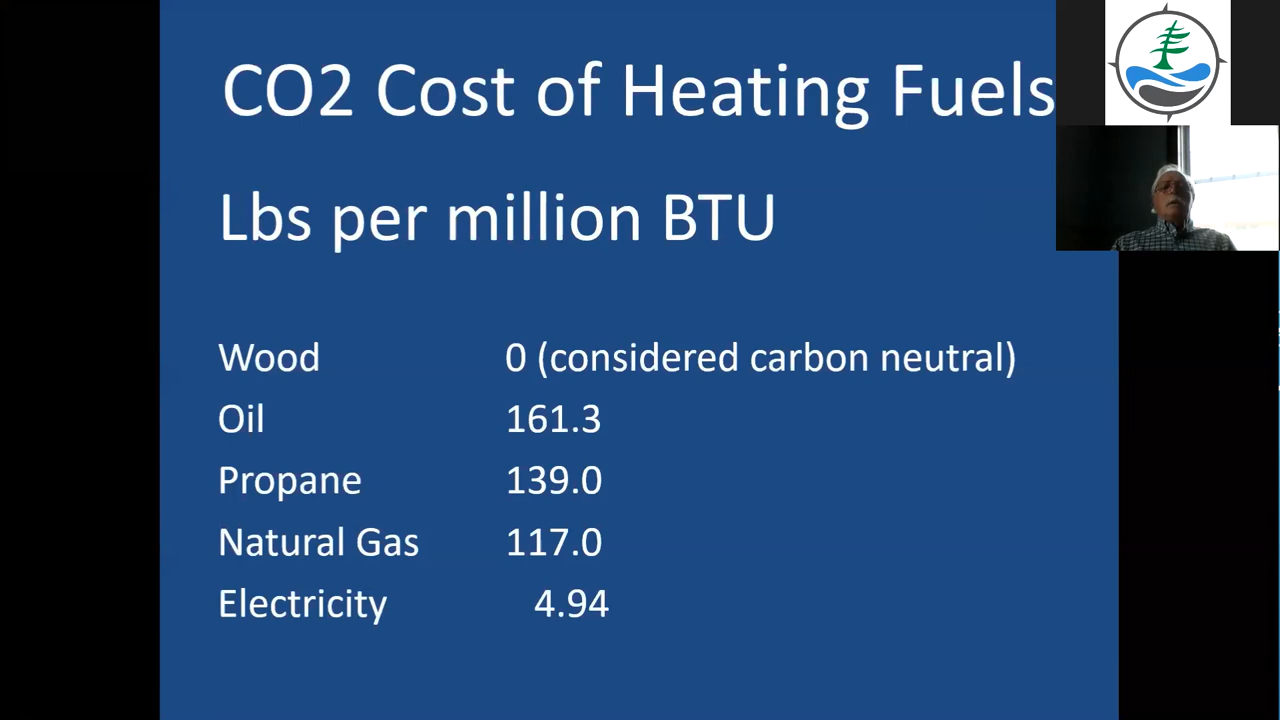 CO2 Cost of Heating Fuels
Lbs per million BTU
Wood 0 (considered carbon neutral)
Oil 161.3
Propane 139.0
Natural Gas 117.0
Electricity 4.94